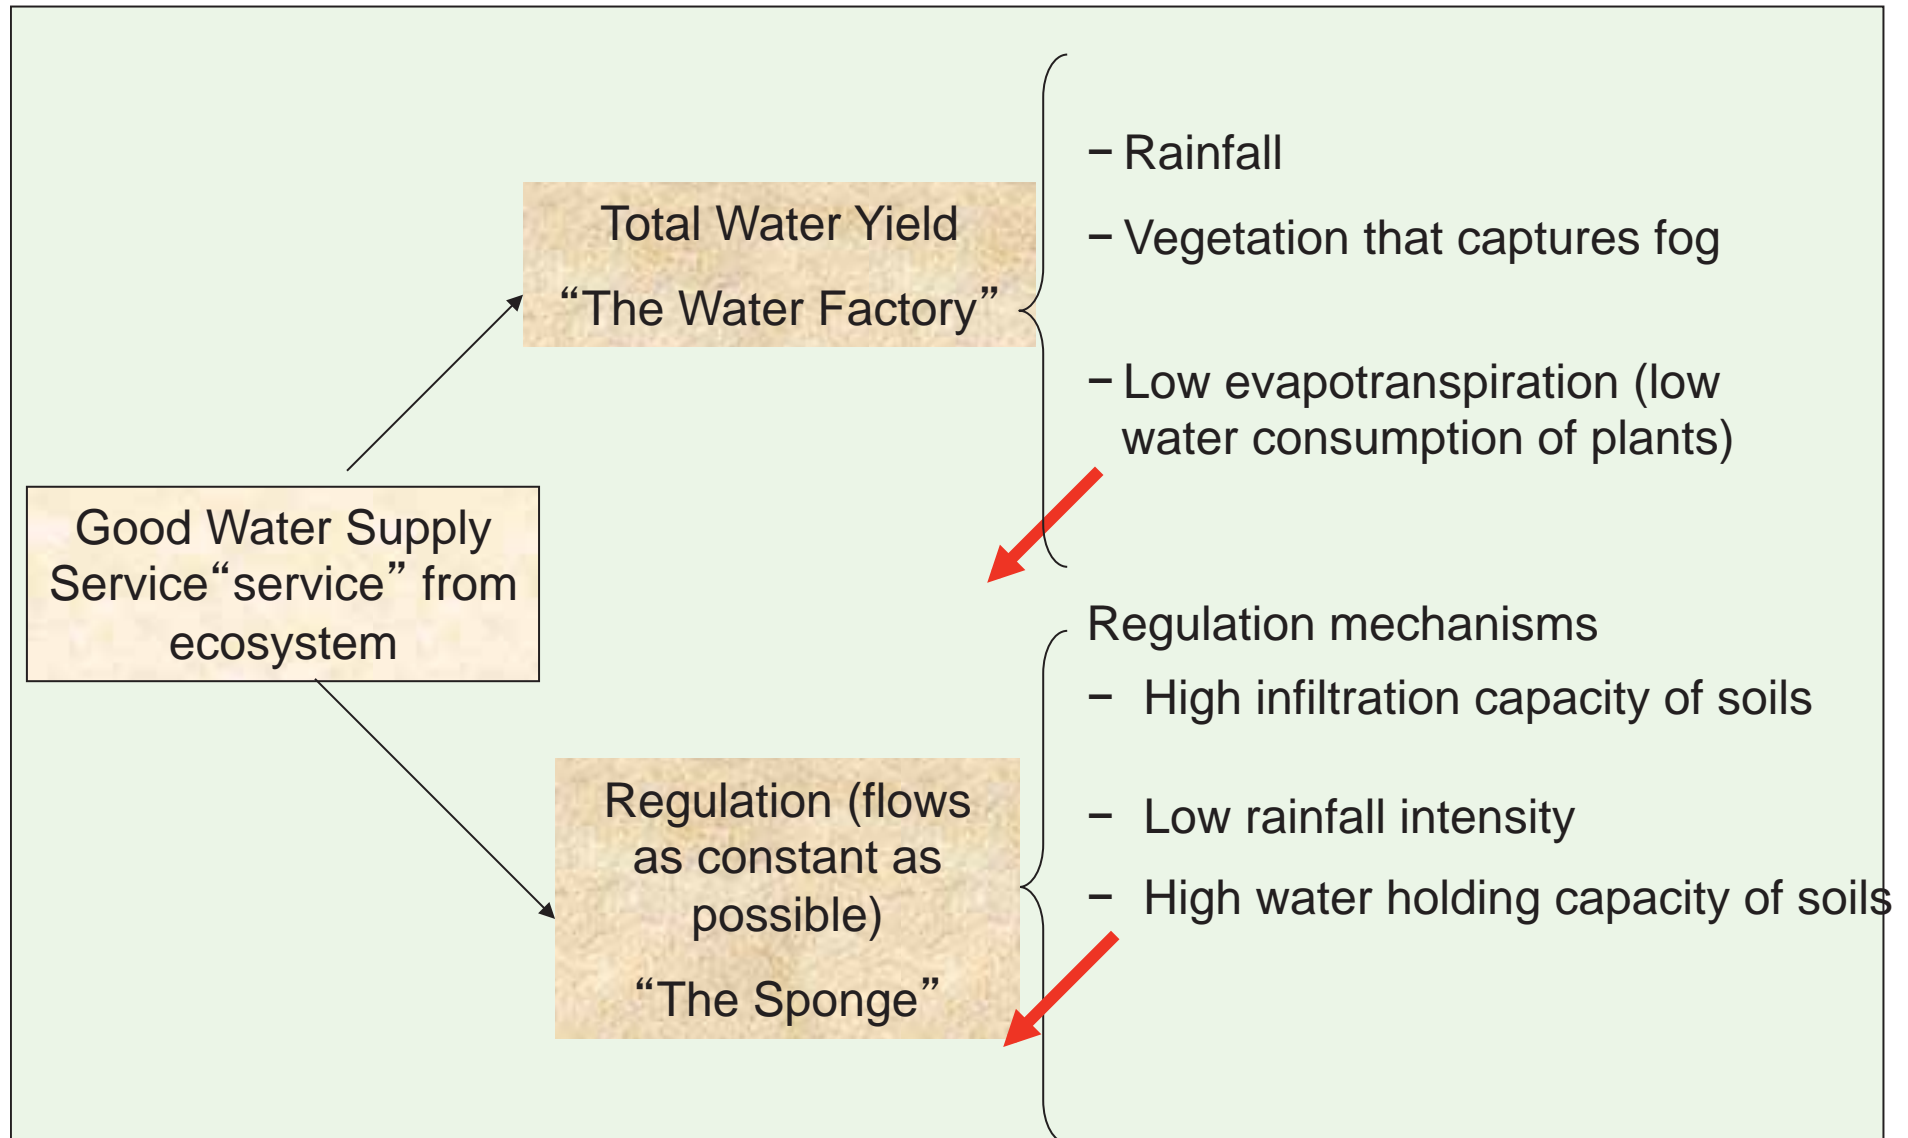 Good Water Supply
Service“service” from
ecosystem
Total Water Yield
“The Water Factory”
− Rainfall
− Vegetation that captures fog
− Low evapotranspiration (low
water consumption of plants)
Regulation (flows
as constant as
possible)
“The Sponge”
Regulation mechanisms
− High infiltration capacity of soils
− Low rainfall intensity
− High water holding capacity of soils